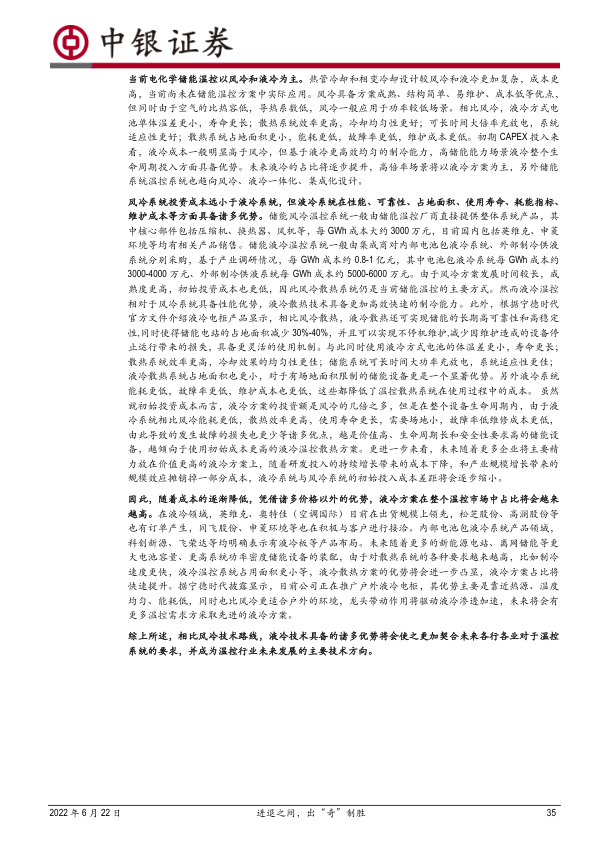 中银证券
当前电化学储能温控以风冷和液冷为主。热管冷却和相变冷却设计较风冷和液冷更加复杂，成本更
高，当前尚未在储能温控方案中实际应用。风冷具备方案成熟、结构简单、易维护、成本低等优点，
但同时由于空气的比热容低，导热系数低，风冷一般应用于功率较低场景。相比风冷，液冷方式电
池单体温差更小，寿命更长；散热系统效率更高，冷却均匀性更好；可长时间大倍率充放电，系统
适应性更好；散热系统占地面积更小，能耗更低，故障率更低，维护成本更低。初期 CAPEX 投入来
看，液冷成本一般明显高于风冷，但基于液冷更高效均匀的制冷能力，高储能能力场景液冷整个生
命周期投入方面具备优势。未来液冷的占比将逐步提升，高倍率场景将以液冷方案为主，另外储能
系统温控系统也趋向风冷、液冷一体化、集成化设计。
风冷系统投资成本远小于液冷系统，但液冷系统在性能、可靠性、占地面积、使用寿命、耗能指标、
维护成本等方面具备诸多优势。储能风冷温控系统一般由储能温控厂商直接提供整体系统产品，其
中核心部件包括压缩机、换热器、风机等，每 GWh 成本大约 3000 万元，目前国内包括英维克、申菱
环境等均有相关产品销售。储能液冷温控系统一般由集成商对内部电池包液冷系统、外部制冷供液
系统分别采购，基于产业调研情况，每 GWh 成本约 0.8-1 亿元，其中电池包液冷系统每 GWh 成本约
3000-4000 万元、外部制冷供液系统每 GWh 成本约 5000-6000 万元。由于风冷方案发展时间较长，成
熟度更高，初始投资成本也更低，因此风冷散热系统仍是当前储能温控的主要方式。然而液冷温控
相对于风冷系统具备性能优势，液冷散热技术具备更加高效快速的制冷能力。此外，根据宁德时代
官方文件介绍液冷电柜产品显示，相比风冷散热，液冷散热还可实现储能的长期高可靠性和高稳定
性,同时使得储能电站的占地面积减少 30%-40%，并且可以实现不停机维护,减少因维护造成的设备停
止运行带来的损失，具备更灵活的使用机制。与此同时使用液冷方式电池的体温差更小，寿命更长；
散热系统效率更高，冷却效果的均匀性更佳；储能系统可长时间大功率充放电，系统适应性更佳；
液冷散热系统占地面积也更小，对于有场地面积限制的储能设备更是一个显著优势。另外液冷系统
能耗更低，故障率更低，维护成本也更低，这些都降低了温控散热系统在使用过程中的成本。 虽然
就初始投资成本而言，液冷方案的投资额是风冷的几倍之多，但是在整个设备生命周期内，由于液
冷系统相比风冷能耗更低，散热效率更高，使用寿命更长，需要场地小，故障率低维修成本更低，
由此导致的发生故障的损失也更少等诸多优点，越是价值高、生命周期长和安全性要求高的储能设
备，越倾向于使用初始成本更高的液冷温控散热方案。更进一步来看，未来随着更多企业将主要精
力放在价值更高的液冷方案上，随着研发投入的持续增长带来的成本下降，和产业规模增长带来的
规模效应摊销掉一部分成本，液冷系统与风冷系统的初始投入成本差距将会逐步缩小。
因此，随着成本的逐渐降低，凭借诸多价格以外的优势，液冷方案在整个温控市场中占比将会越来
越高。在液冷领域，英维克、奥特佳（空调国际）目前在出货规模上领先，松芝股份、高澜股份等
也有订单产生，同飞股份、申菱环境等也在积极与客户进行接洽。内部电池包液冷系统产品领域，
科创新源、飞荣达等均明确表示有液冷板等产品布局。未来随着更多的新能源电站、离网储能等更
大电池容量、更高系统功率密度储能设备的装配，由于对散热系统的各种要求越来越高，比如制冷
速度更快，液冷温控系统占用面积更小等，液冷散热方案的优势将会进一步凸显，液冷方案占比将
快速提升。据宁德时代披露显示，目前公司正在推广户外液冷电柜，其优势主要是靠近热源、温度
均匀、能耗低，同时也比风冷更适合户外的环境，龙头带动作用将驱动液冷渗透加速，未来将会有
更多温控需求方采取先进的液冷方案。
综上所述，相比风冷技术路线，液冷技术具备的诸多优势将会使之更加契合未来各行各业对于温控
系统的要求，并成为温控行业未来发展的主要技术方向。
2022 年 6 月 22 日 进退之间，出“奇”制胜 35